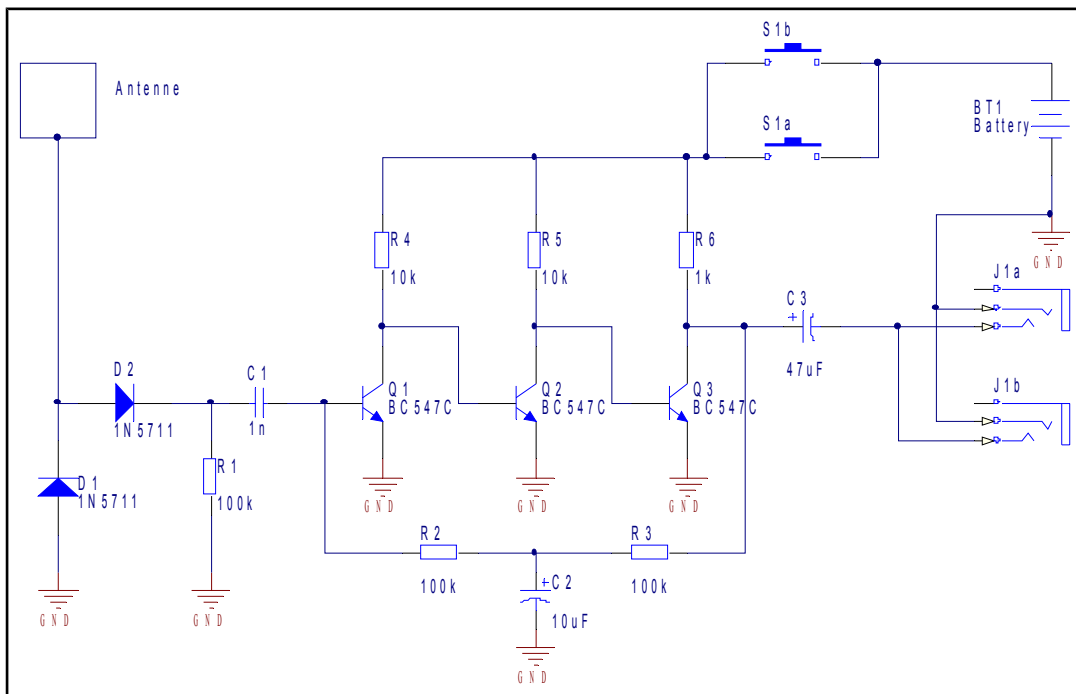 S1b
Antenne
BT1
Battery
S1a
R4
10k
R5
10k
R6
1k
GND
J1a
C3
+
47uF
D2
1N5711
C1
1n
Q1
BC547C
Q2
BC547C
Q3
BC547C
J1b
D1
1N5711
R1
100k
GND
GND
GND
R2
100k
R3
100k
+
C2
10uF
GND
GND
GND